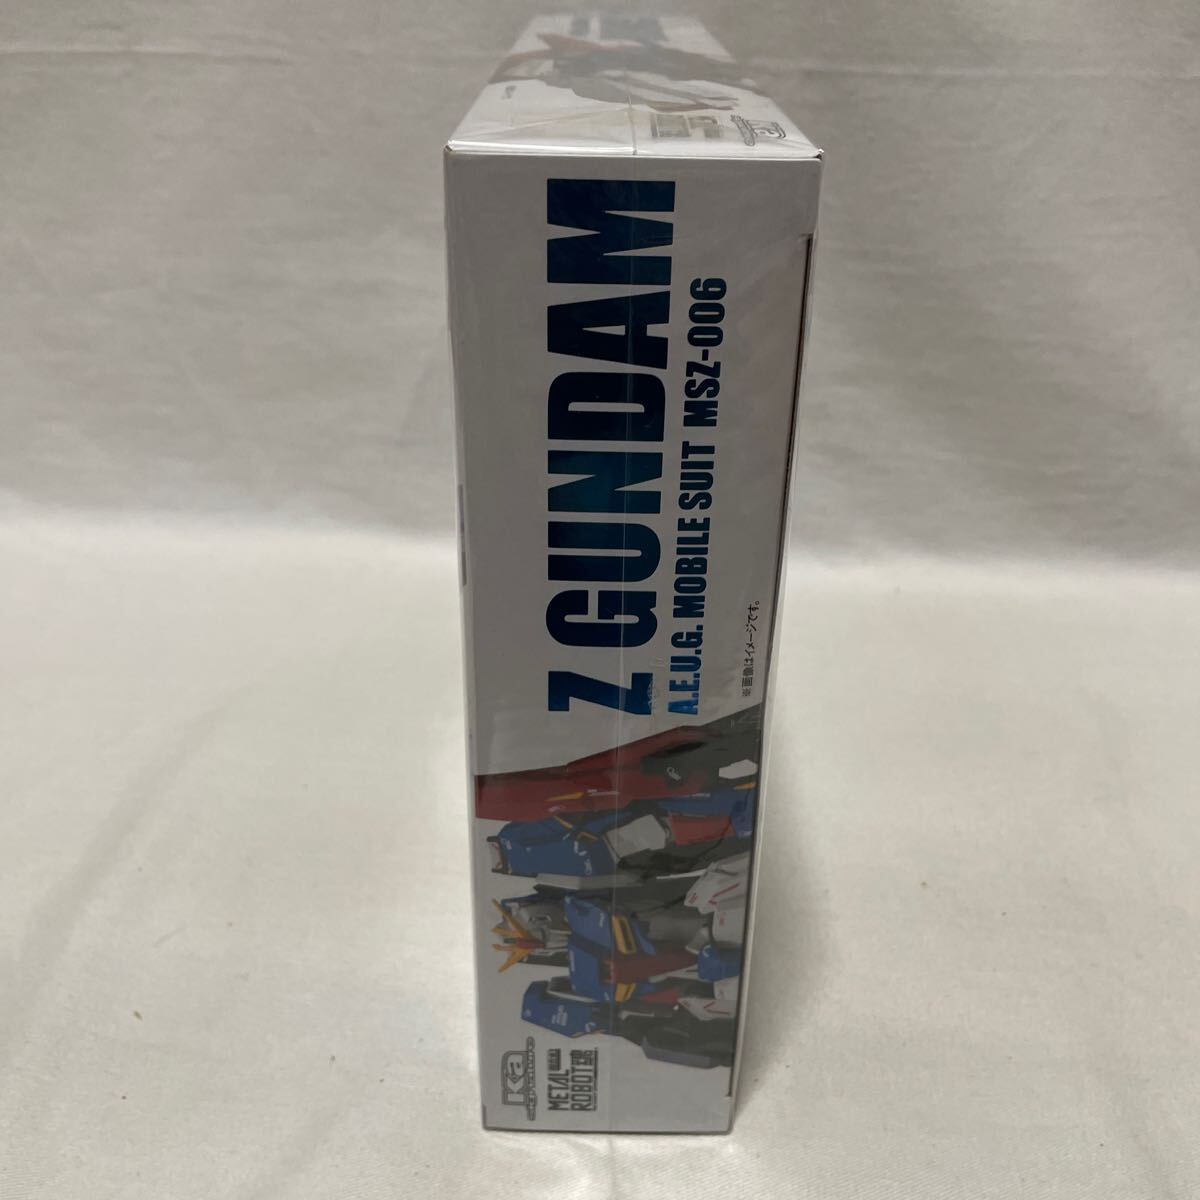 Z GUNDAM
A.E.U.G. MOBILE SUIT MSZ-006
※画像はイメージです。
Ka
signature
METAL
ROBOT魂